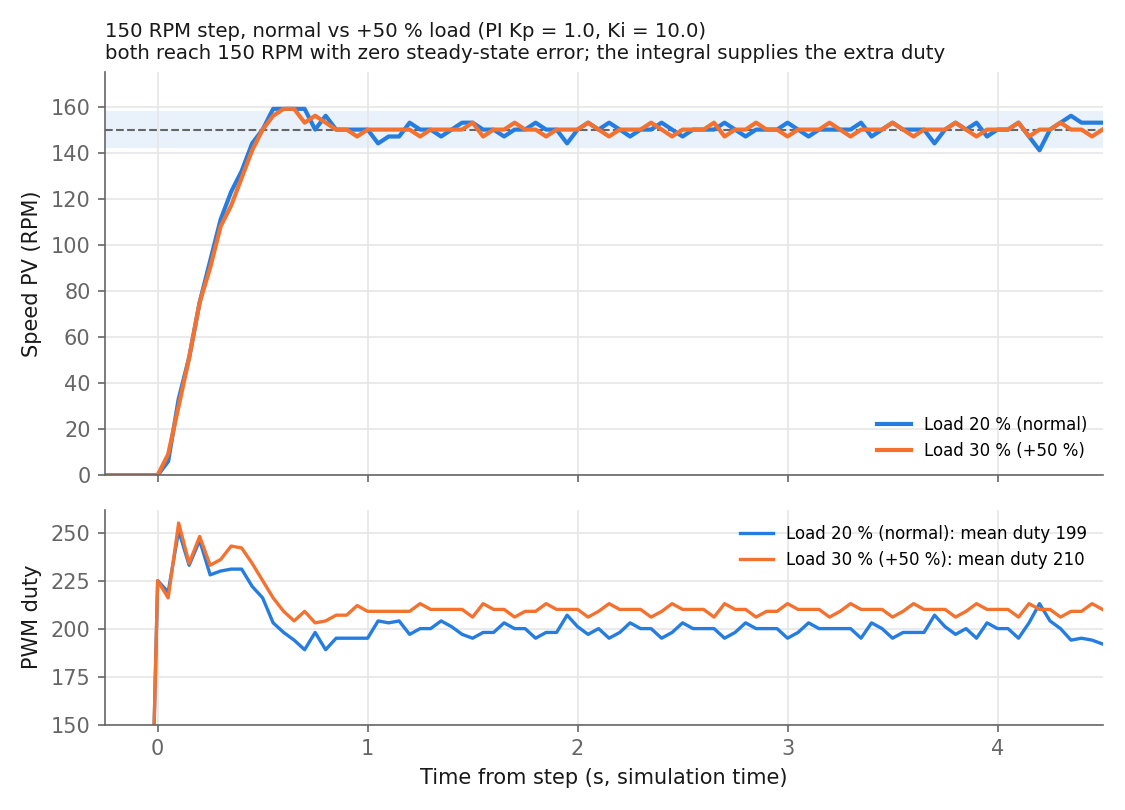 150 RPM step, normal vs +50 % load (PI Kp = 1.0, Ki = 10.0)
both reach 150 RPM with zero steady-state error; the integral supplies the extra duty
Speed PV (RPM)
160
140
120
100
80
60
40
20
0
Load 20 % (normal)
Load 30 % (+50 %)
PWM duty
250
225
200
175
150
Load 20 % (normal): mean duty 199
Load 30 % (+50 %): mean duty 210
0 1 2 3 4
Time from step (s, simulation time)